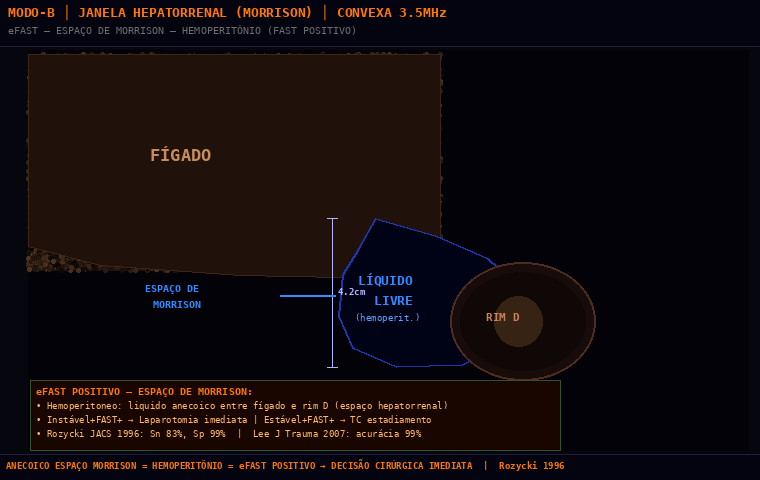 MODO-B | JANELA HEPATORRENAL (MORRISON) | CONVEXA 3.5MHz
eFAST — ESPAÇO DE MORRISON — HEMOPERITÔNIO (FAST POSITIVO)
FÍGADO
LÍQUIDO
LIVRE
(hemoperit.)
4.2cm
ESPAÇO DE
MORRISON
RIM D
eFAST POSITIVO — ESPAÇO DE MORRISON:
• Hemoperitoneo: liquido anecoico entre fígado e rim D (espaço hepatorrenal)
• Instável+FAST+ → Laparotomia imediata | Estável+FAST+ → TC estadiamento
• Rozycki JACS 1996: Sn 83%, Sp 99% | Lee J Trauma 2007: acurácia 99%
ANECOICO ESPAÇO MORRISON = HEMOPERITÔNIO = eFAST POSITIVO → DECISÃO CIRÚRGICA IMEDIATA | Rozycki 1996